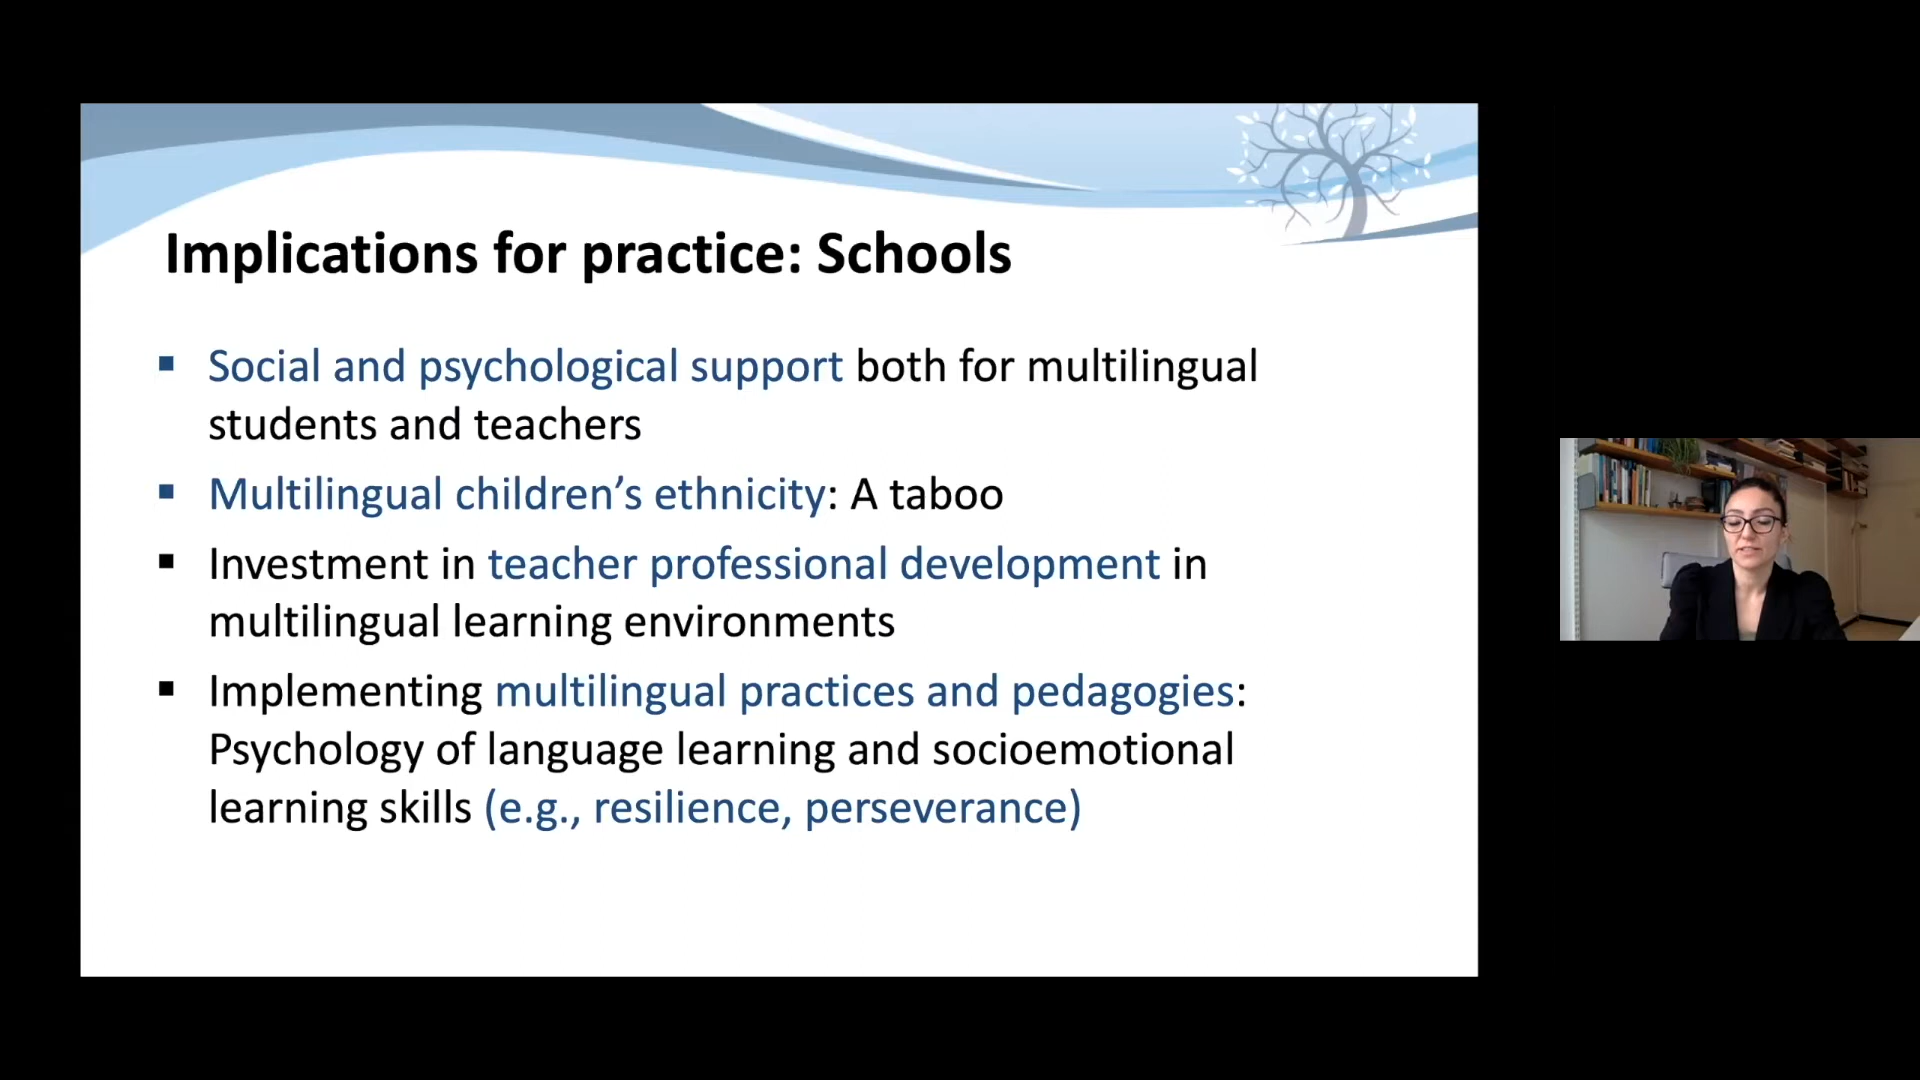 Implications for practice: Schools
▪ Social and psychological support both for multilingual
students and teachers
▪ Multilingual children’s ethnicity: A taboo
▪ Investment in teacher professional development in
multilingual learning environments
▪ Implementing multilingual practices and pedagogies:
Psychology of language learning and socioemotional
learning skills (e.g., resilience, perseverance)